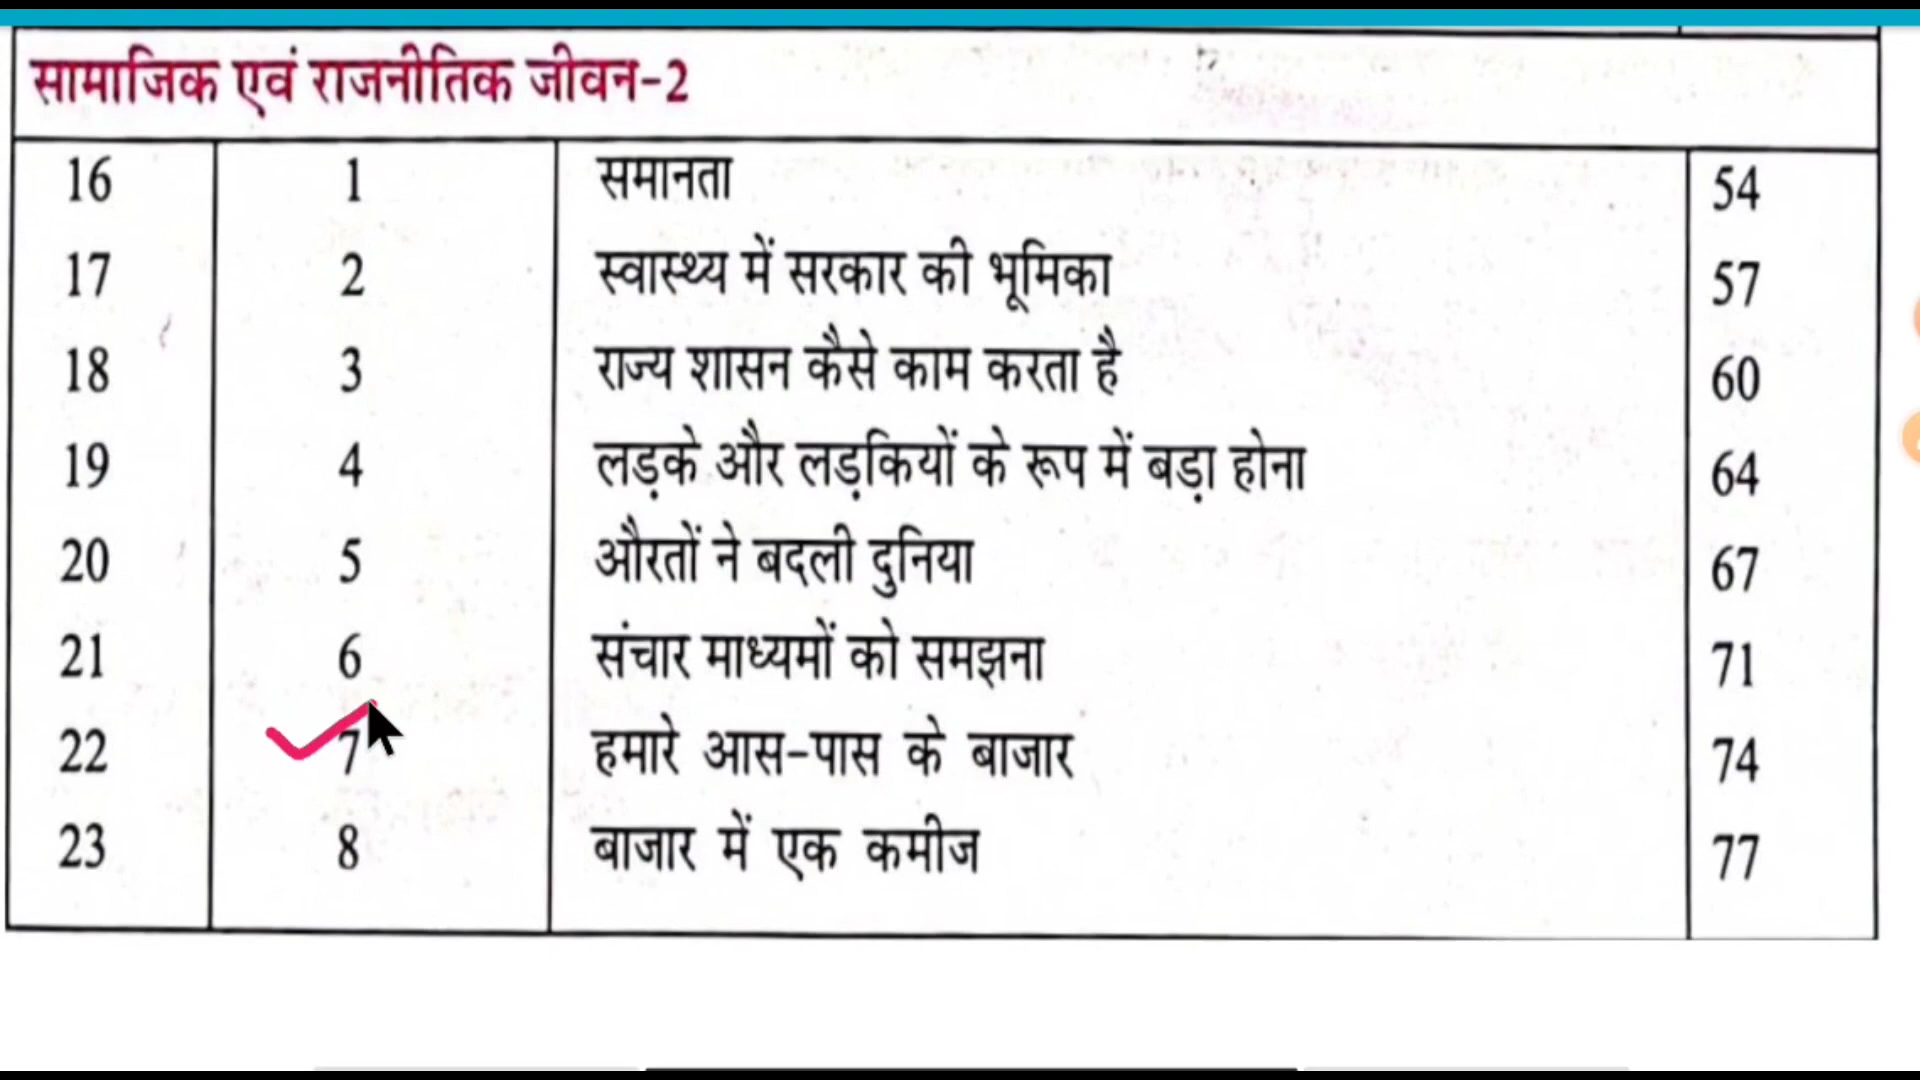 सामाजिक एवं राजनीतिक जीवन-2
16 1 समानता 54
17 2 स्वास्थ्य में सरकार की भूमिका 57
18 3 राज्य शासन कैसे काम करता है 60
19 4 लड़के और लड़कियों के रूप में बड़ा होना 64
20 5 औरतों ने बदली दुनिया 67
21 6 संचार माध्यमों को समझना 71
22 7 हमारे आस-पास के बाजार 74
23 8 बाजार में एक कमीज 77